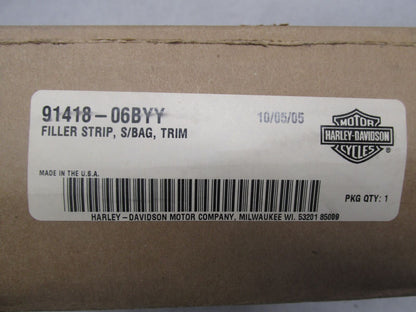 91418-06BYY 10/05/05
FILLER STRIP, S/BAG, TRIM
MOTOR
HARLEY-DAVIDSON
CYCLES ®
MADE IN THE U.S.A.
PKG QTY: 1
HARLEY-DAVIDSON MOTOR COMPANY, MILWAUKEE WI. 53201 85009